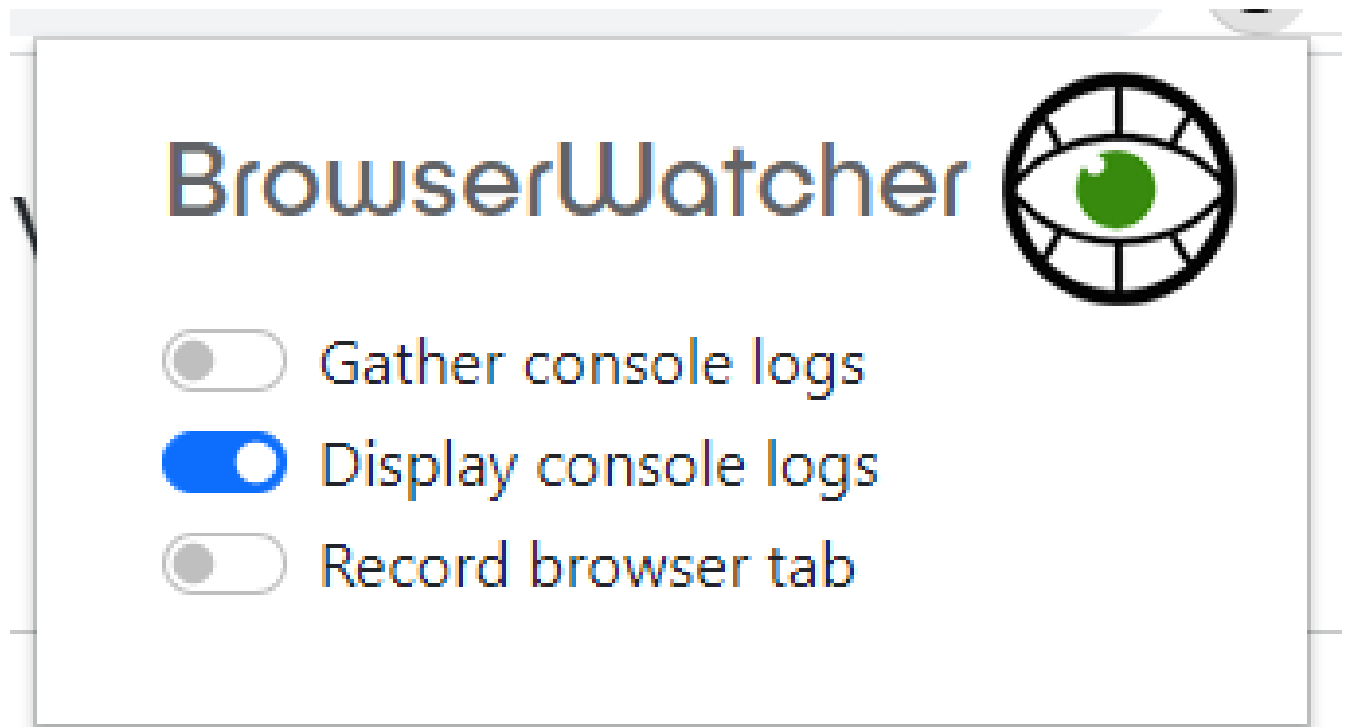 BrowserWatcher
Gather console logs
Display console logs
Record browser tab